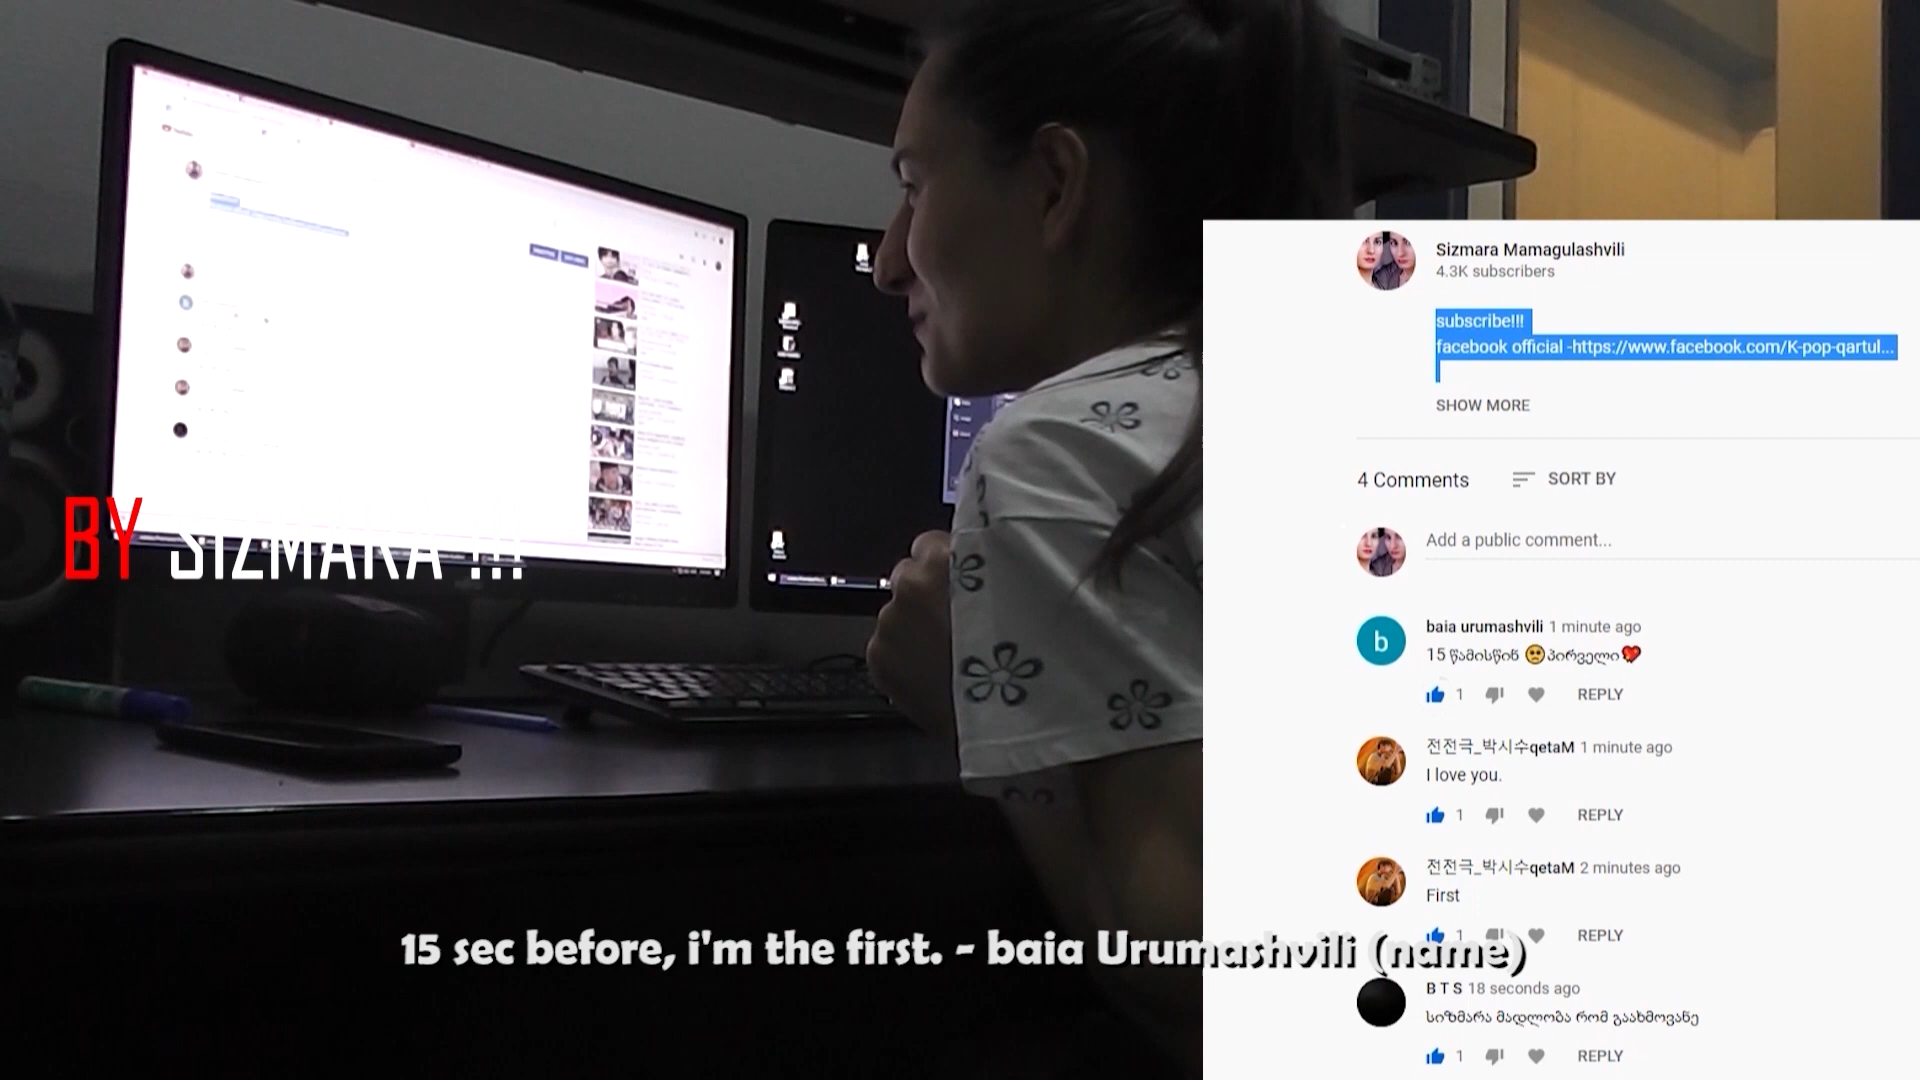 BY SIZMARA !!!
Sizmara Mamagulashvili
4.3K subscribers
subscribe!!!
facebook official -https://www.facebook.com/K-pop-qartul...
SHOW MORE
4 Comments
SORT BY
Add a public comment...
b
baia urumashvili 1 minute ago
15 წამისწინ 🥺პირველი💖
1
REPLY
전전극_박시수qetaM 1 minute ago
I love you.
1
REPLY
전전극_박시수qetaM 2 minutes ago
First
1
REPLY
15 sec before, i'm the first. - baia Urumashvili (name)
B T S 18 seconds ago
სიზმარა მადლობა რომ გაახმოვანე
1
REPLY